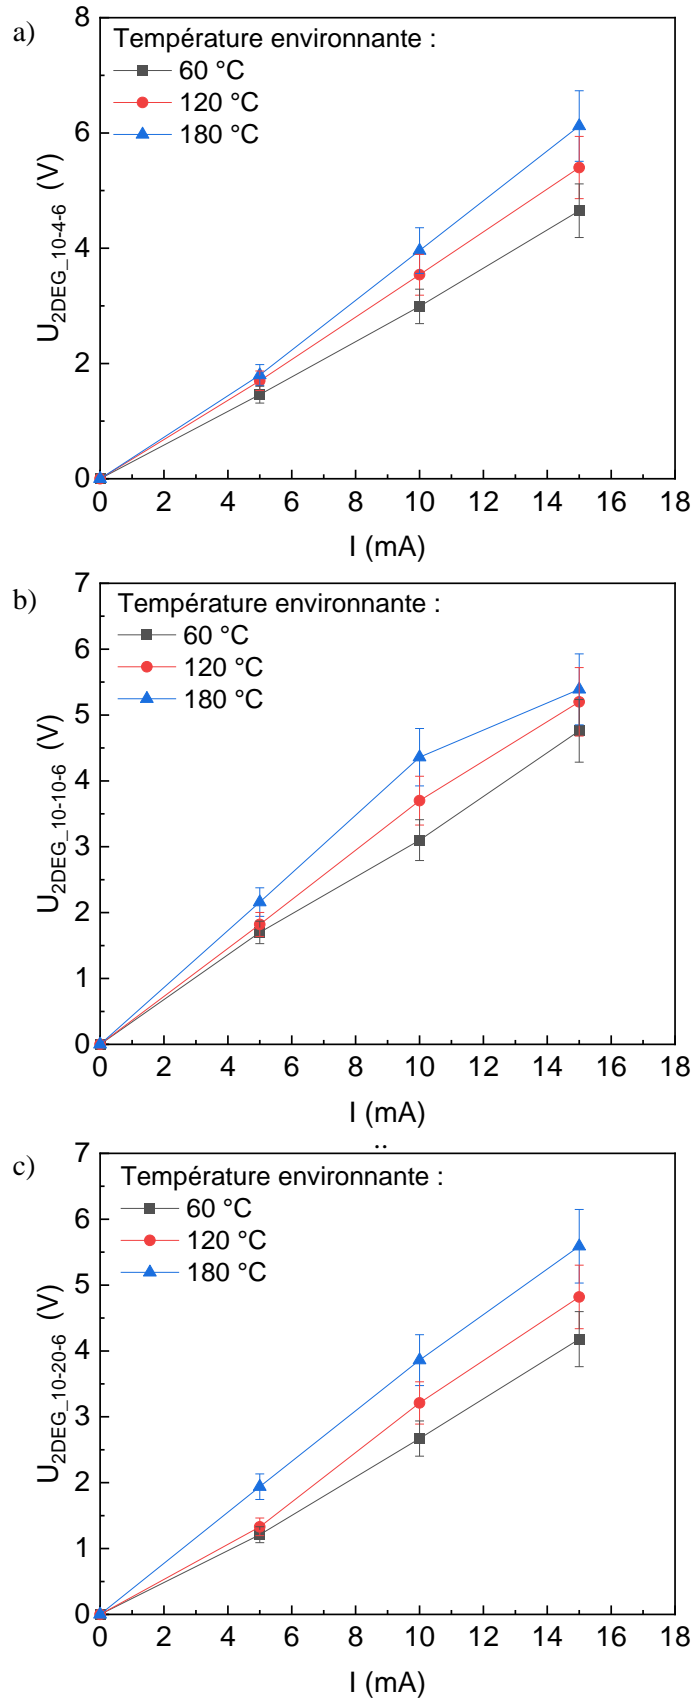 a)
Température environnante :
60 °C
120 °C
180 °C
8
6
4
2
0
U2DEG_10-4-6 (V)
0 2 4 6 8 10 12 14 16 18
I (mA)
b)
Température environnante :
60 °C
120 °C
180 °C
7
6
5
4
3
2
1
0
U2DEG_10-10-6 (V)
0 2 4 6 8 10 12 14 16 18
I (mA)
..
c)
Température environnante :
60 °C
120 °C
180 °C
7
6
5
4
3
2
1
0
U2DEG_10-20-6 (V)
0 2 4 6 8 10 12 14 16 18
I (mA)